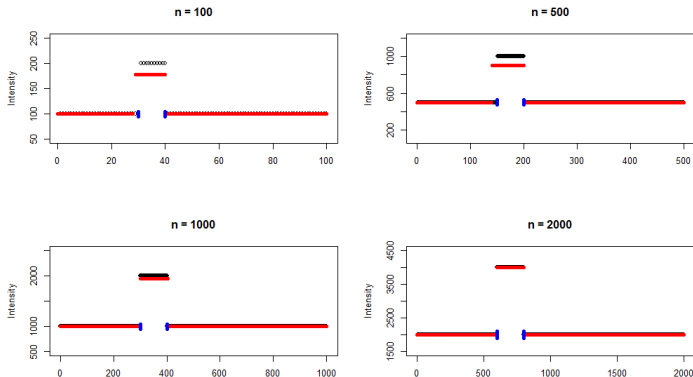 n = 100
Intensity
50 100 150 200 250
0 20 40 60 80 100
n = 500
200 600 1000
0 100 200 300 400 500
n = 1000
Intensity
500 1000 2000
0 200 400 600 800 1000
n = 2000
Intensity
1500 2500 3500 4500
0 500 1000 1500 2000
Intensity